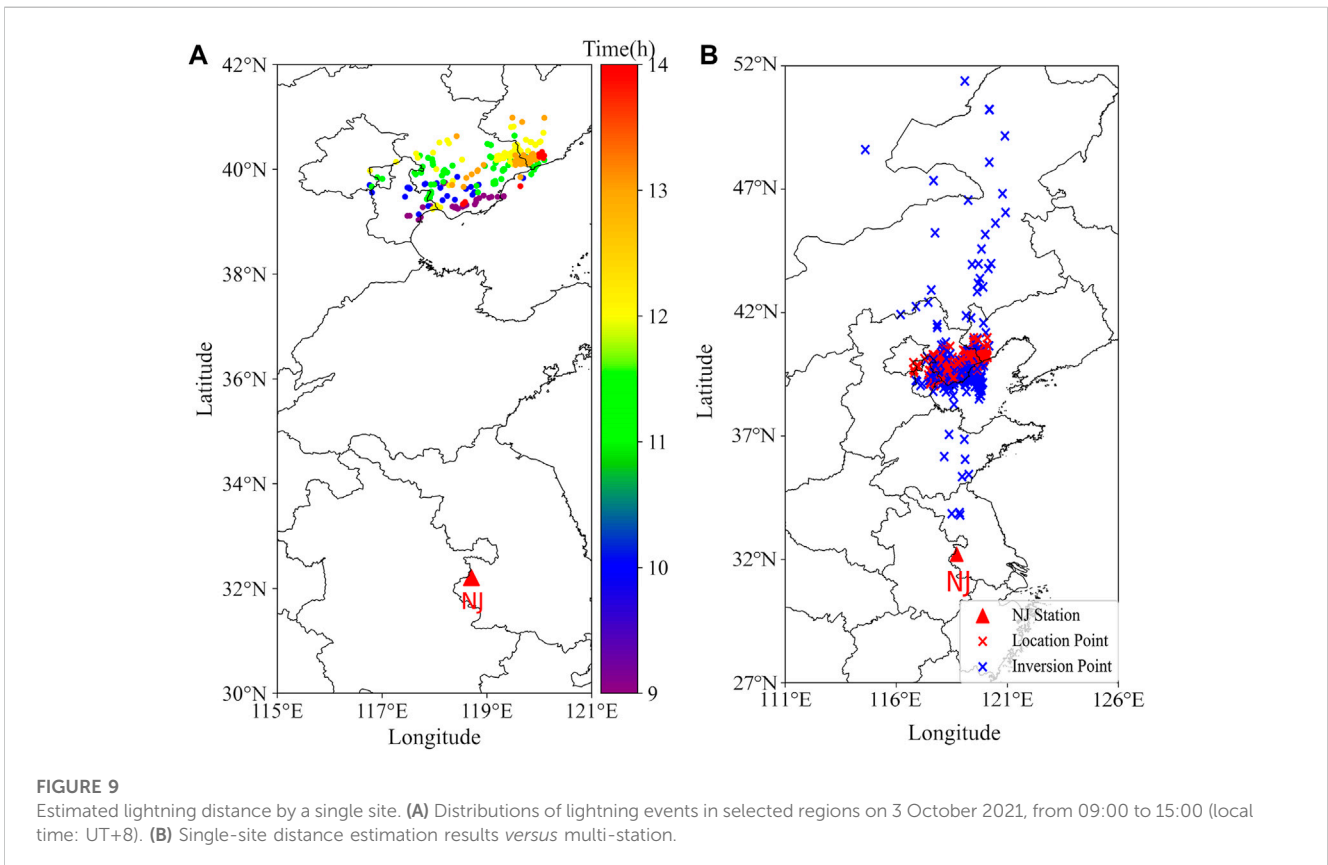 A
Time(h)
42°N
40°N
38°N
36°N
34°N
32°N
30°N
Latitude
NJ
115°E
117°E
119°E
121°E
Longitude
14
13
12
11
10
9
B
52°N
47°N
42°N
37°N
32°N
27°N
Latitude
NJ
NJ Station
Location Point
Inversion Point
111°E
116°E
121°E
126°E
Longitude
FIGURE 9
Estimated lightning distance by a single site. (A) Distributions of lightning events in selected regions on 3 October 2021, from 09:00 to 15:00 (local
time: UT+8). (B) Single-site distance estimation results versus multi-station.